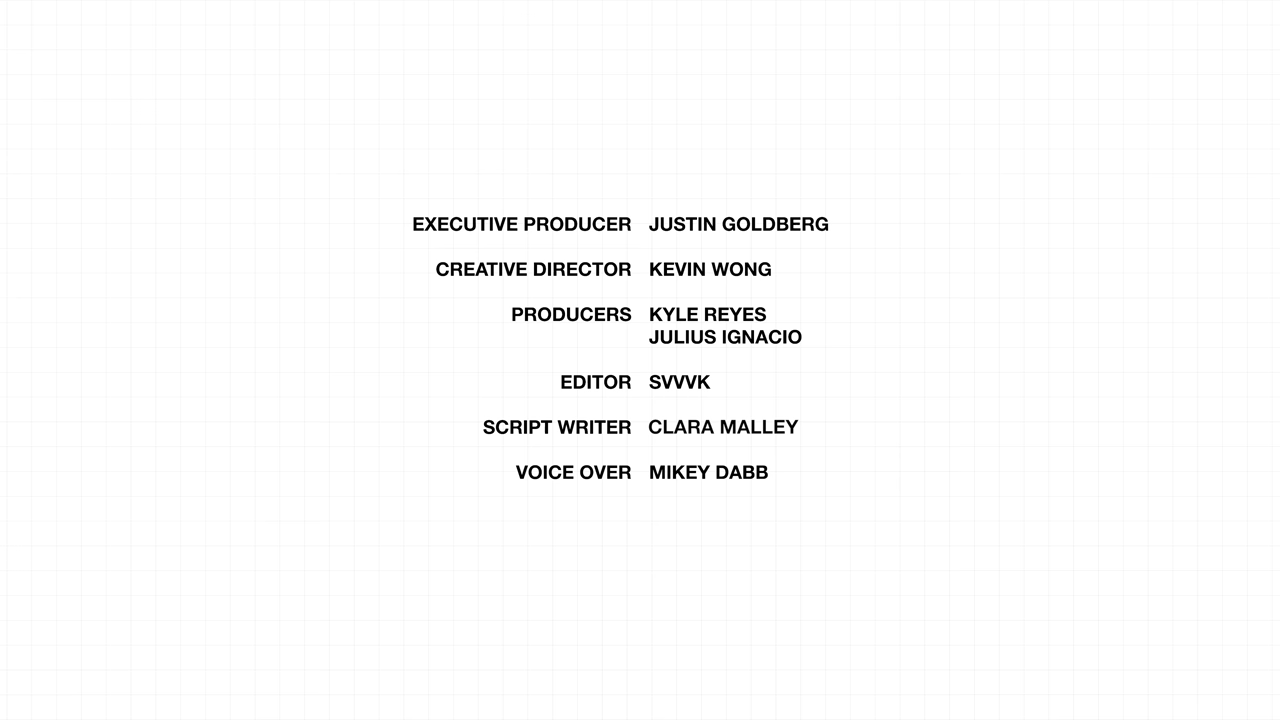 EXECUTIVE PRODUCER JUSTIN GOLDBERG
CREATIVE DIRECTOR KEVIN WONG
PRODUCERS KYLE REYES
JULIUS IGNACIO
EDITOR SVVVK
SCRIPT WRITER CLARA MALLEY
VOICE OVER MIKEY DABB